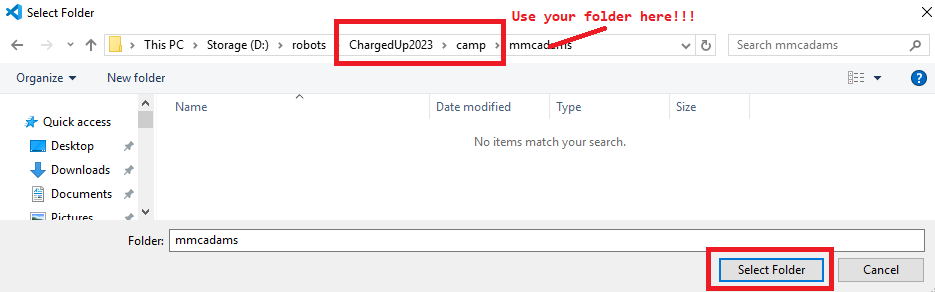 Select Folder
Use your folder here!!!
This PC > Storage (D:) > robots > ChargedUp2023 > camp > mmcadams
Search mmcadams
Organize
New folder
?
Name
Date modified
Type
Size
Quick access
No items match your search.
Desktop
Downloads
Documents
Pictures
Folder:
mmcadams
Select Folder
Cancel